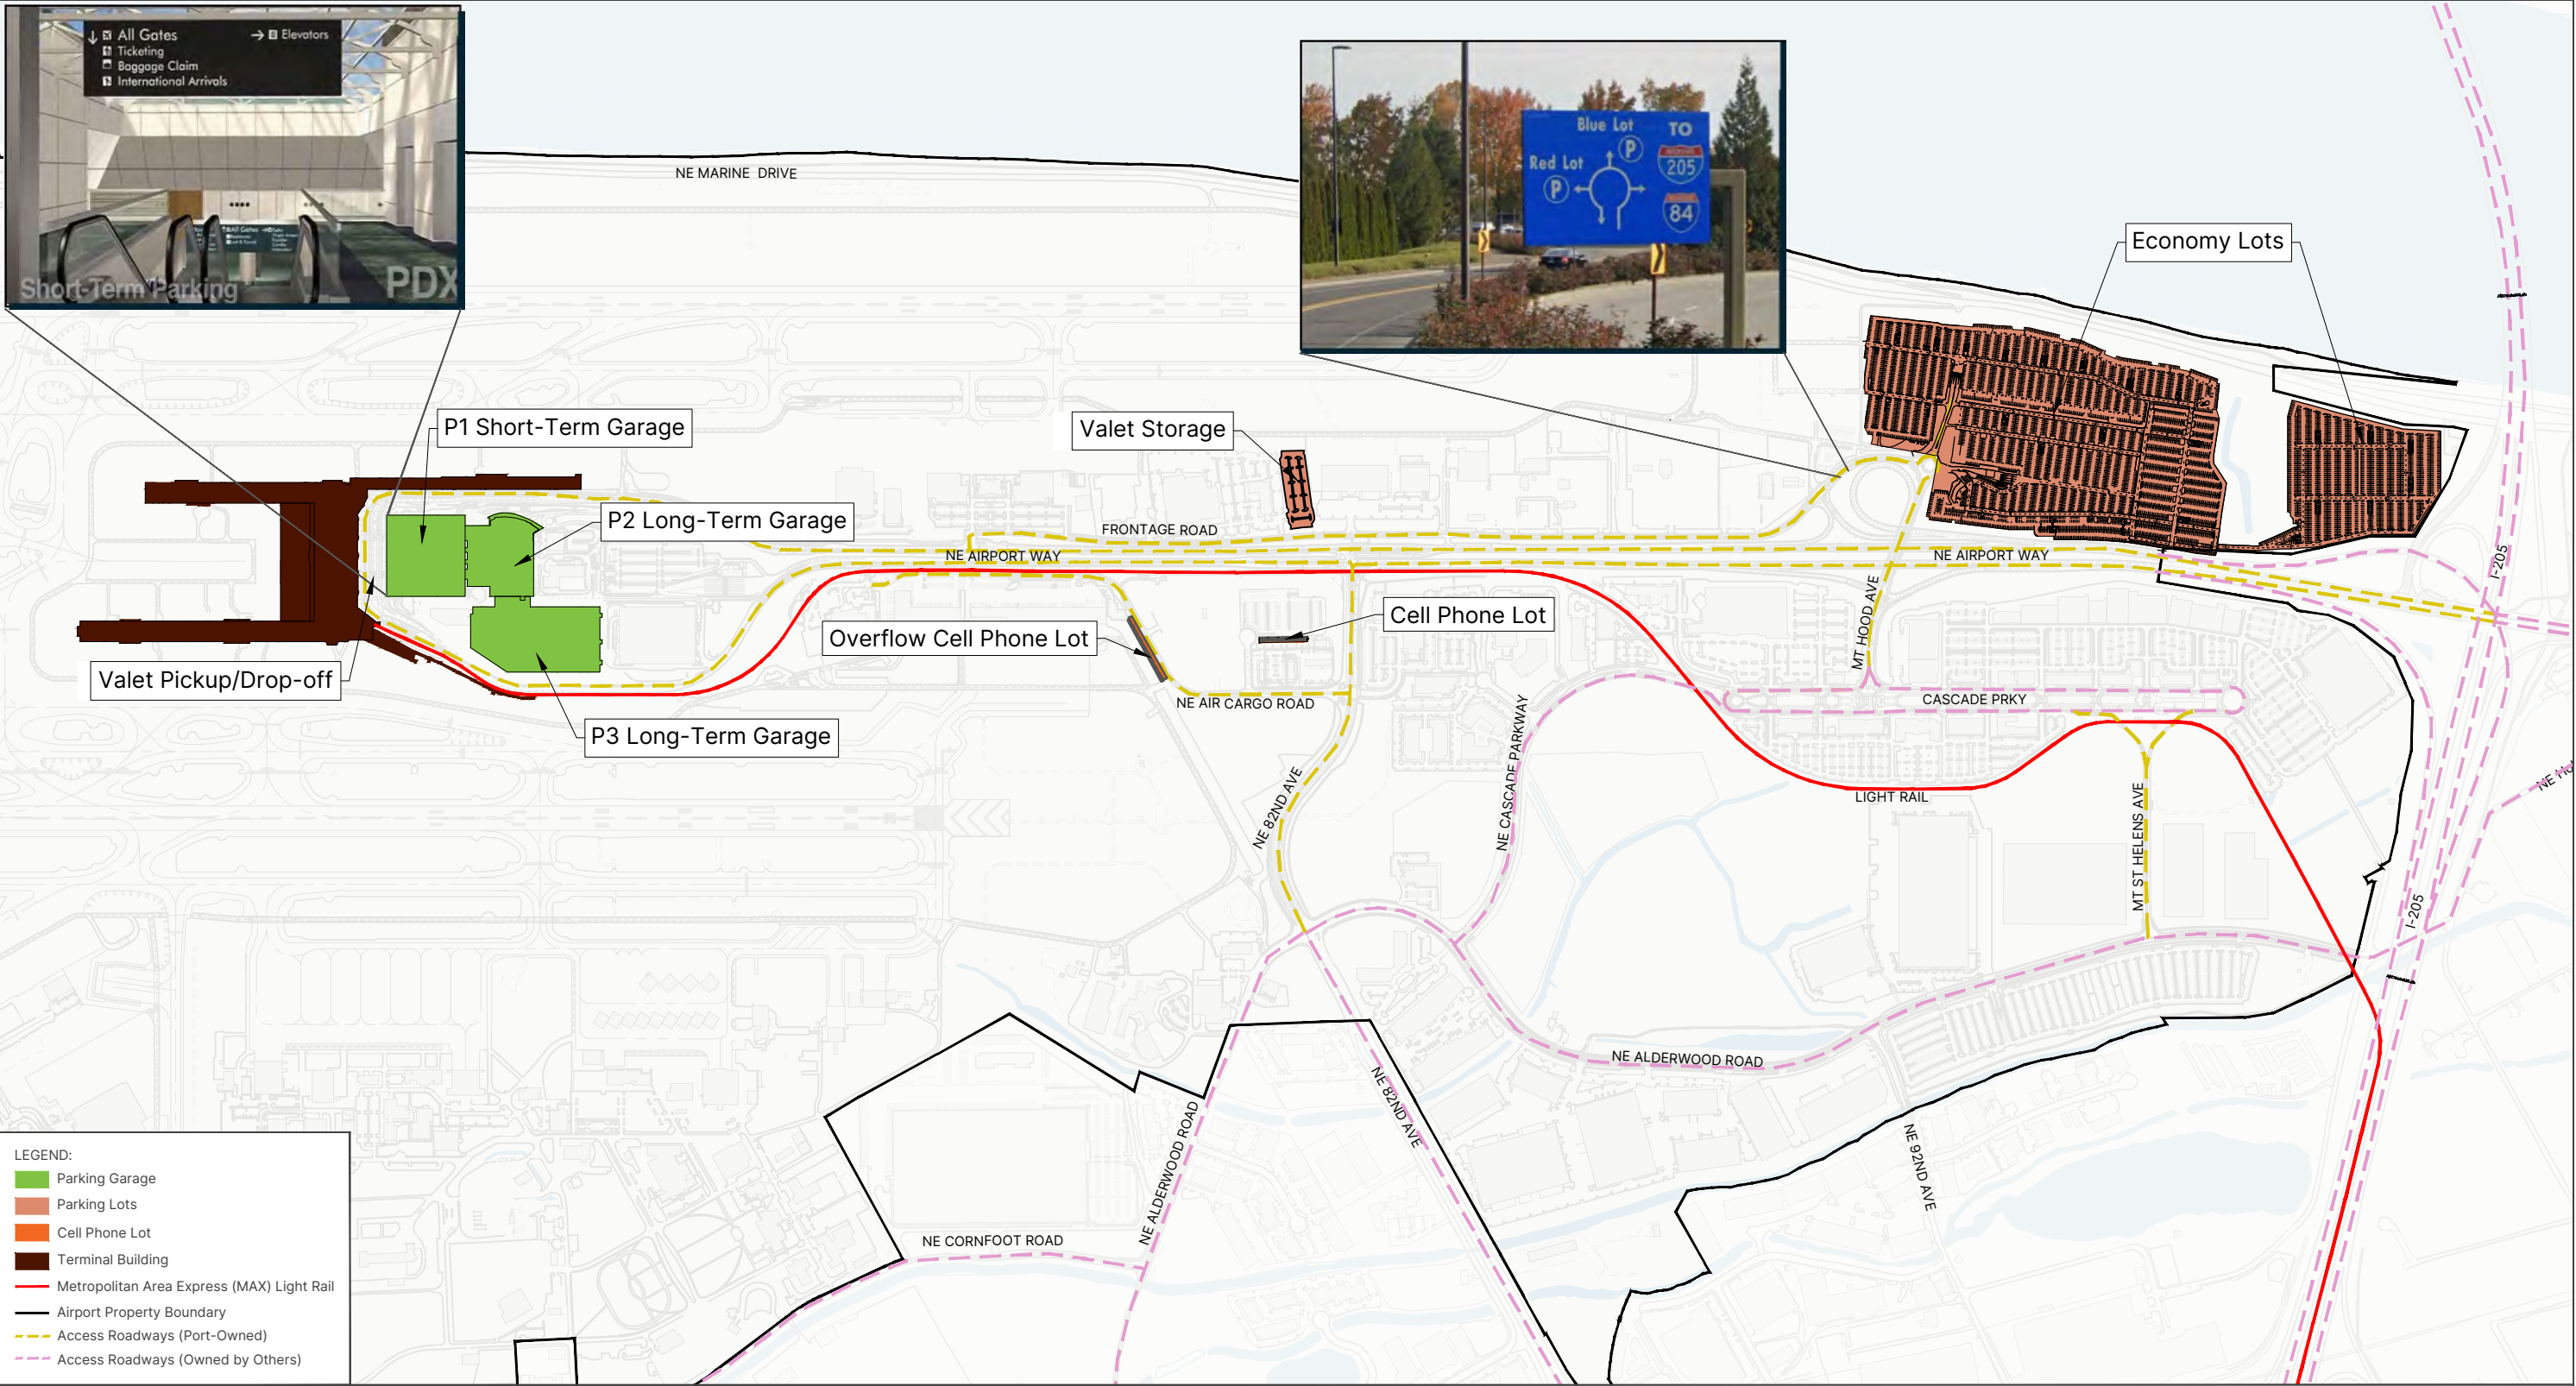 All Gates
Elevators
Ticketing
Baggage Claim
International Arrivals
All Gates
Short-Term Parking
PDX
Blue Lot
TO
P
Red Lot
205
P
84
NE MARINE DRIVE
Economy Lots
P1 Short-Term Garage
Valet Storage
P2 Long-Term Garage
FRONTAGE ROAD
NE AIRPORT WAY
NE AIRPORT WAY
I-205
MT HOOD AVE
Cell Phone Lot
Overflow Cell Phone Lot
Valet Pickup/Drop-off
NE AIR CARGO ROAD
CASCADE PRKY
P3 Long-Term Garage
NE CASCADE PARKWAY
NE 82ND AVE
LIGHT RAIL
MT ST HELENS AVE
I-205
NE ALDERWOOD ROAD
NE 82ND AVE
NE ALDERWOOD ROAD
NE 92ND AVE
NE CORNFOOT ROAD
LEGEND:
Parking Garage
Parking Lots
Cell Phone Lot
Terminal Building
Metropolitan Area Express (MAX) Light Rail
Airport Property Boundary
Access Roadways (Port-Owned)
Access Roadways (Owned by Others)